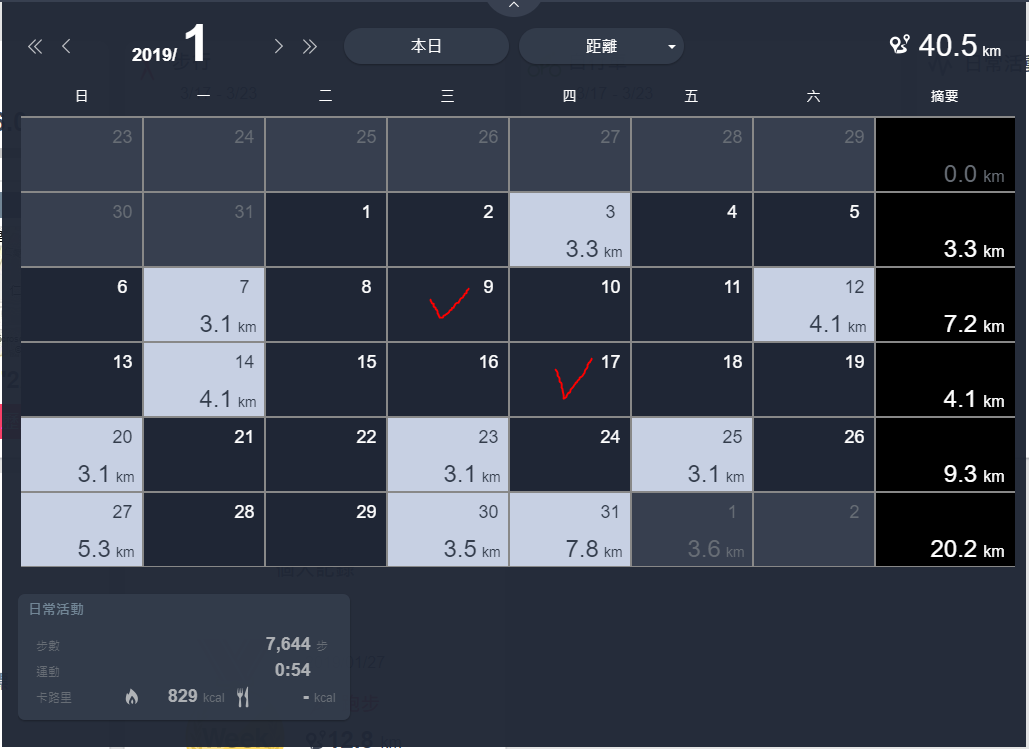 2019/ 1 本日 距離 40.5 km
日 一 二 三 四 五 六 摘要
23 24 25 26 27 28 29
0.0 km
30 31 1 2 3 4 5
3.3 km 3.3 km
6 7 8 9 10 11 12
3.1 km 4.1 km 7.2 km
13 14 15 16 17 18 19
4.1 km 4.1 km
20 21 22 23 24 25 26
3.1 km 3.1 km 3.1 km 9.3 km
27 28 29 30 31 1 2
5.3 km 3.5 km 7.8 km 3.6 km 20.2 km
日常活動
步數 7,644 步
運動 0:54
卡路里 829 kcal - kcal
12.8 km